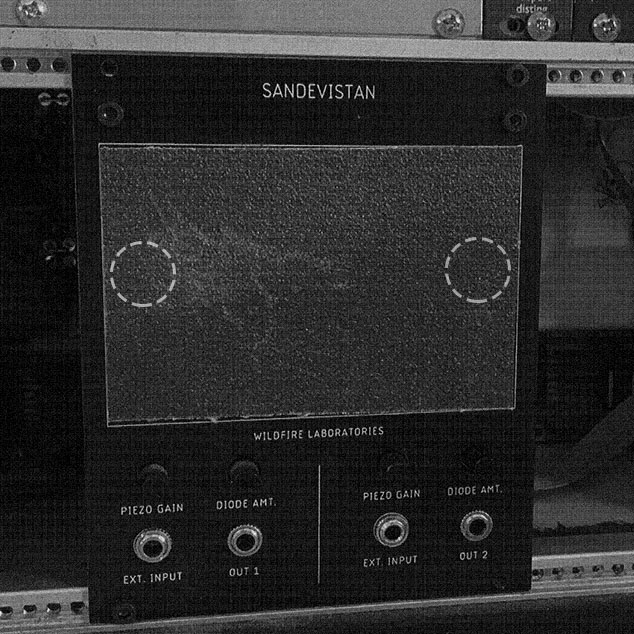 disting
SANDEVISTAN
WILDFIRE LABORATORIES
PIEZO GAIN
DIODE AMT.
PIEZO GAIN
DIODE AMT.
EXT. INPUT
OUT 1
EXT. INPUT
OUT 2